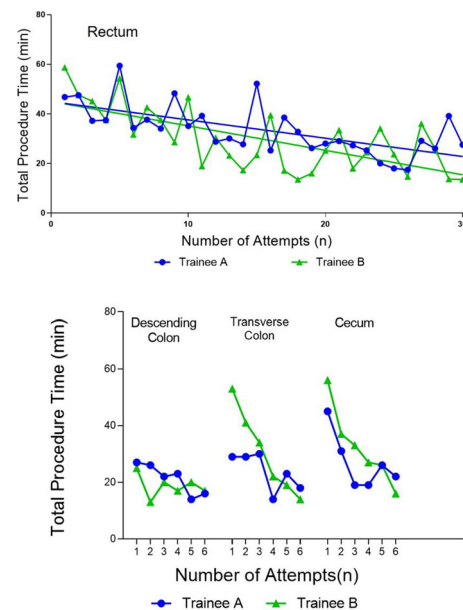 Rectum
Total Procedure Time (min)
80
60
40
20
0
0 10 20 30
Number of Attempts (n)
Trainee A Trainee B
Total Procedure Time (min)
80
60
40
20
0
Descending Transverse Cecum
Colon Colon
1 2 3 4 5 6 1 2 3 4 5 6 1 2 3 4 5 6
Number of Attempts(n)
Trainee A Trainee B